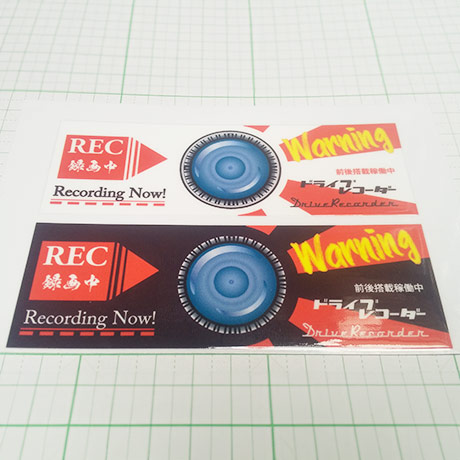 REC
録画中
Recording Now!
Warning
前後搭載稼働中
ドライブ
レコーダー
DriveRecorder
REC
録画中
Recording Now!
Warning
前後搭載稼働中
ドライブ
レコーダー
DriveRecorder